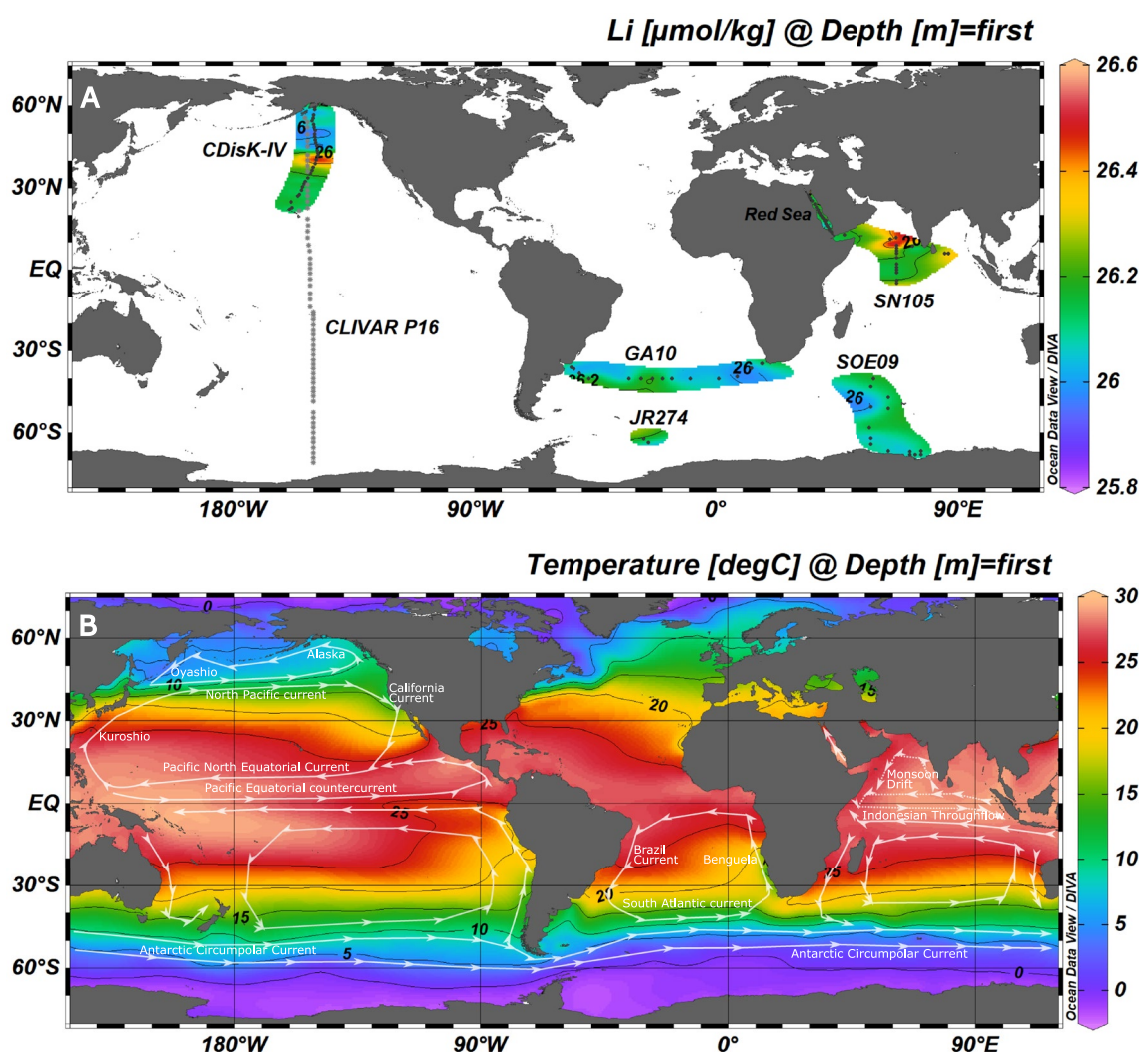 Li [µmol/kg] @ Depth [m]=first
A
60°N
30°N
EQ
30°S
60°S
6
CDisK-IV
26
CLIVAR P16
Red Sea
26
SN105
GA10
26.2
26
SOE09
26
JR274
180°W
90°W
0°
90°E
26.6
26.4
26.2
26
25.8
Ocean Data View / DIVA
Temperature [degC] @ Depth [m]=first
B
60°N
30°N
EQ
30°S
60°S
0
0
Alaska
Oyashio
10
North Pacific current
California
Current
20
15
25
Kuroshio
Pacific North Equatorial Current
Pacific Equatorial countercurrent
25
Monsoon
Drift
Indonesian Throughflow
Brazil
Current
Benguela
25
20
South Atlantic current
15
10
Antarctic Circumpolar Current
5
Antarctic Circumpolar Current
0
180°W
90°W
0°
90°E
30
25
20
15
10
5
0
Ocean Data View / DIVA